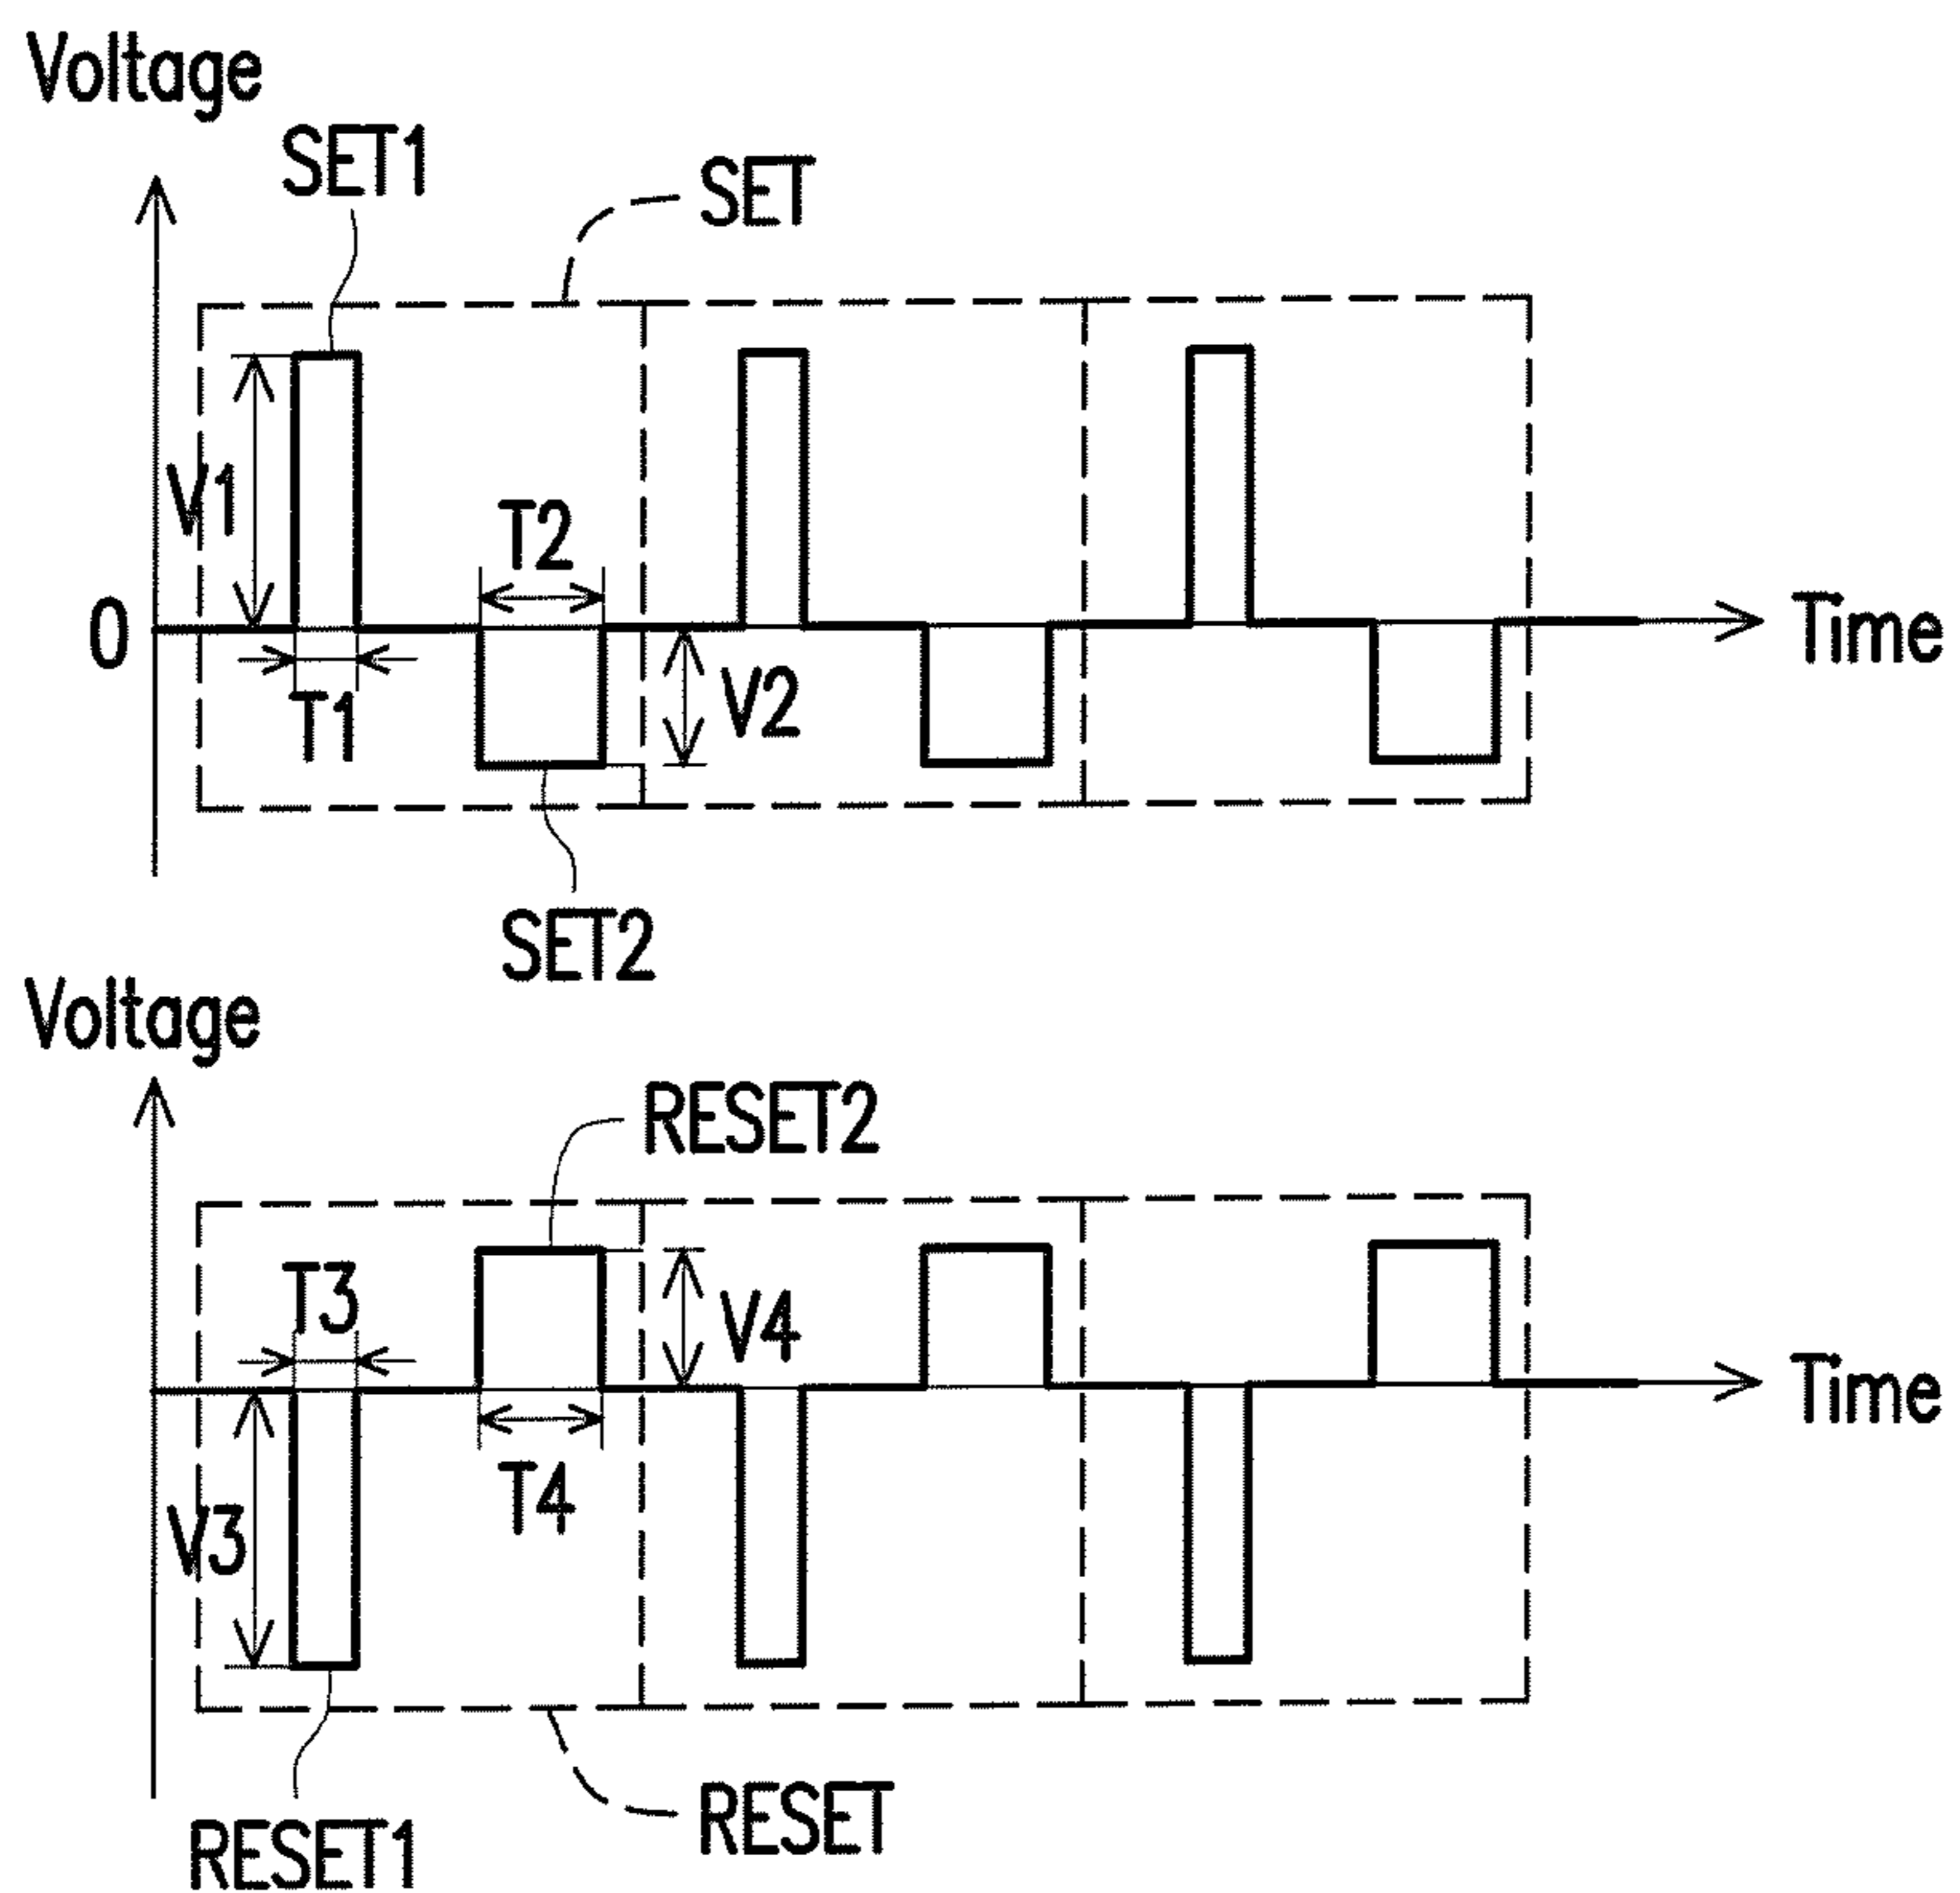 Voltage
SET1
SET
V1
T2
0
Time
T1
V2
SET2
Voltage
RESET2
T3
V4
Time
T4
V3
RESET
RESET1